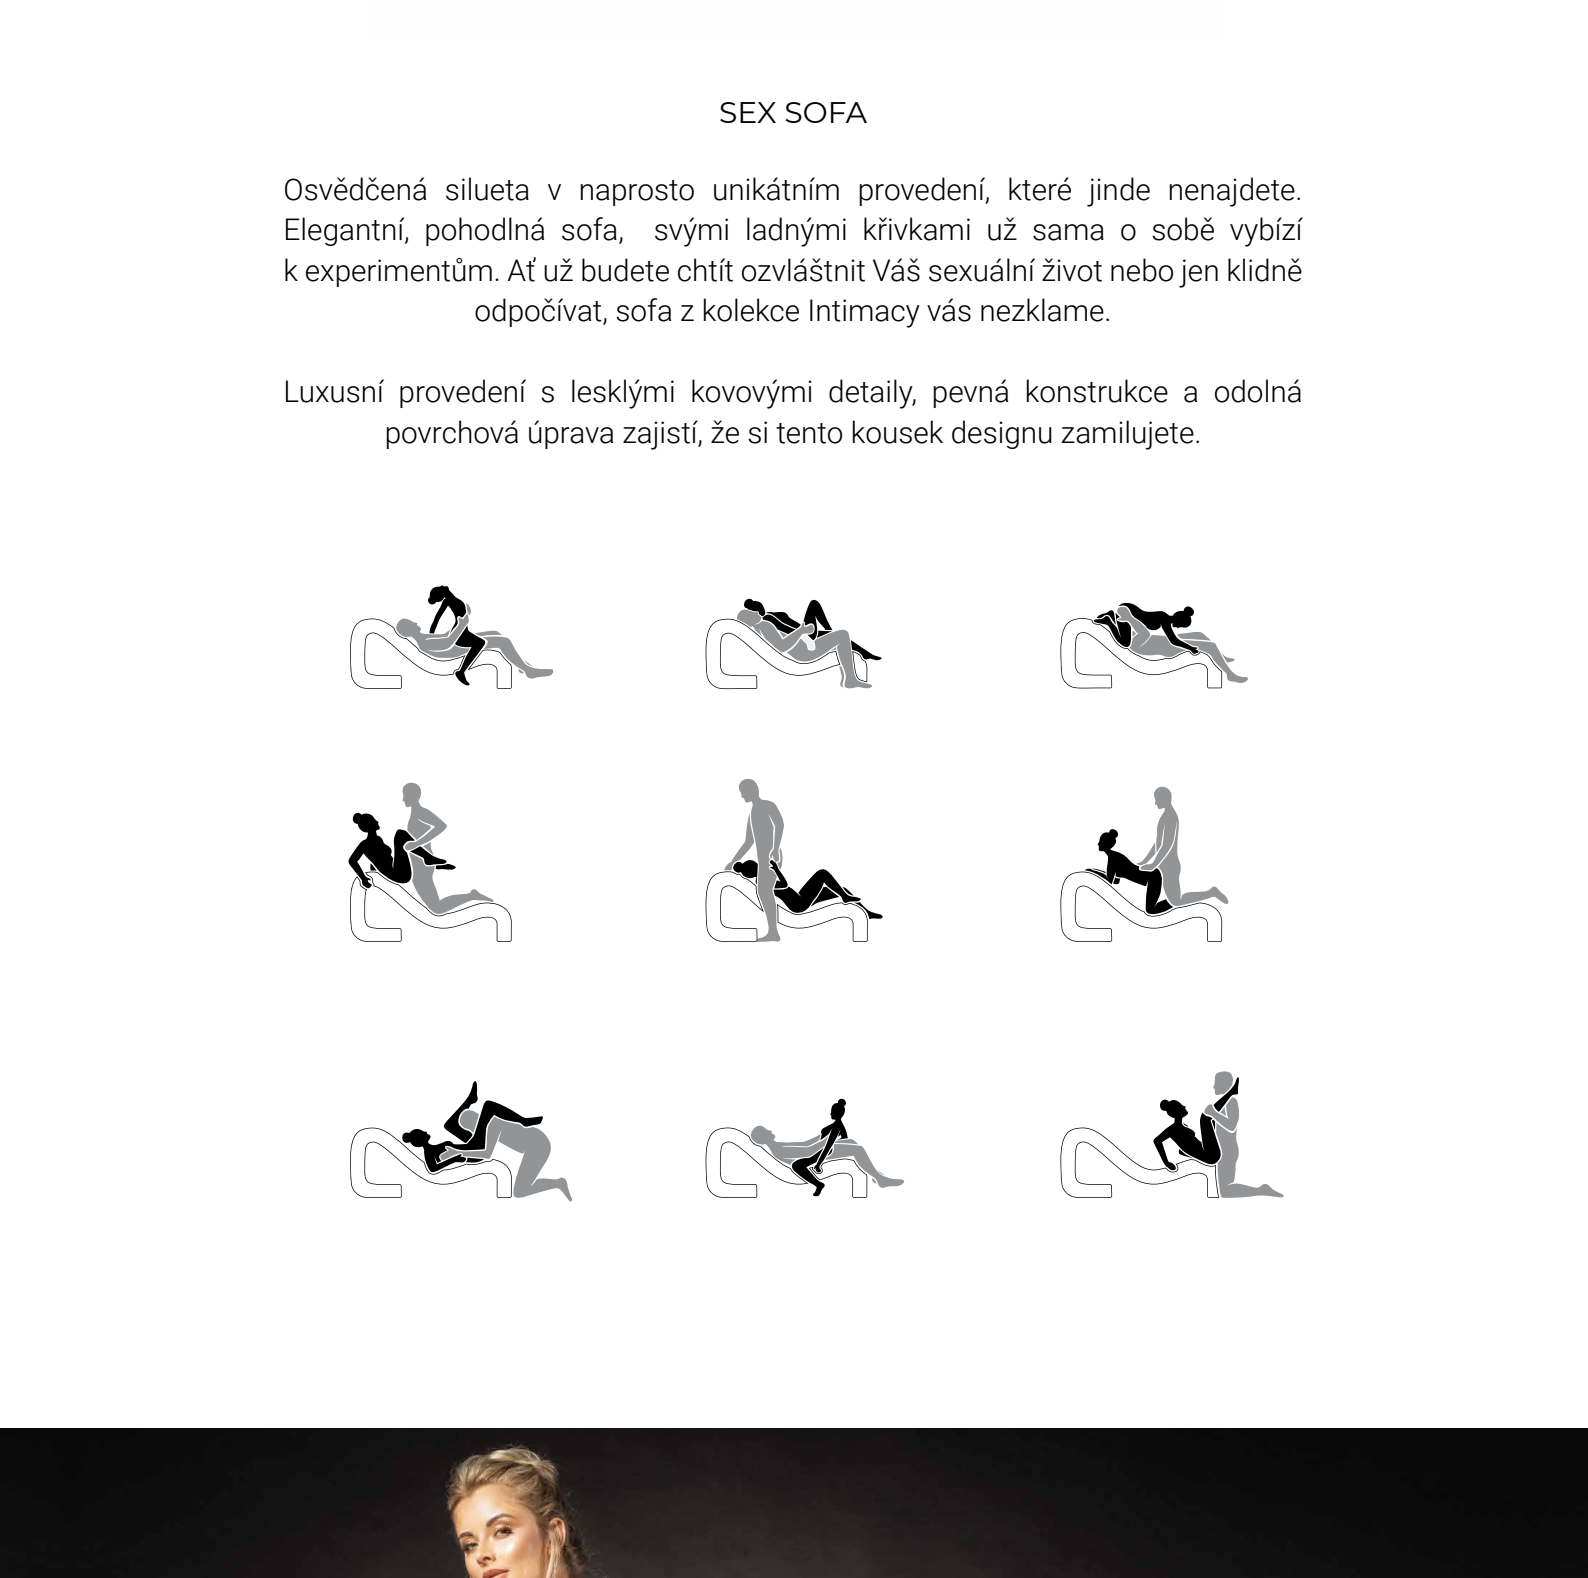 SEX SOFA
Osvědčená silueta v naprosto unikátním provedení, které jinde nenajdete.
Elegantní, pohodlná sofa, svými ladnými křivkami už sama o sobě vybízí
k experimentům. Ať už budete chtít ozvláštnit Váš sexuální život nebo jen klidně
odpočívat, sofa z kolekce Intimacy vás nezklame.
Luxusní provedení s lesklými kovovými detaily, pevná konstrukce a odolná
povrchová úprava zajistí, že si tento kousek designu zamilujete.